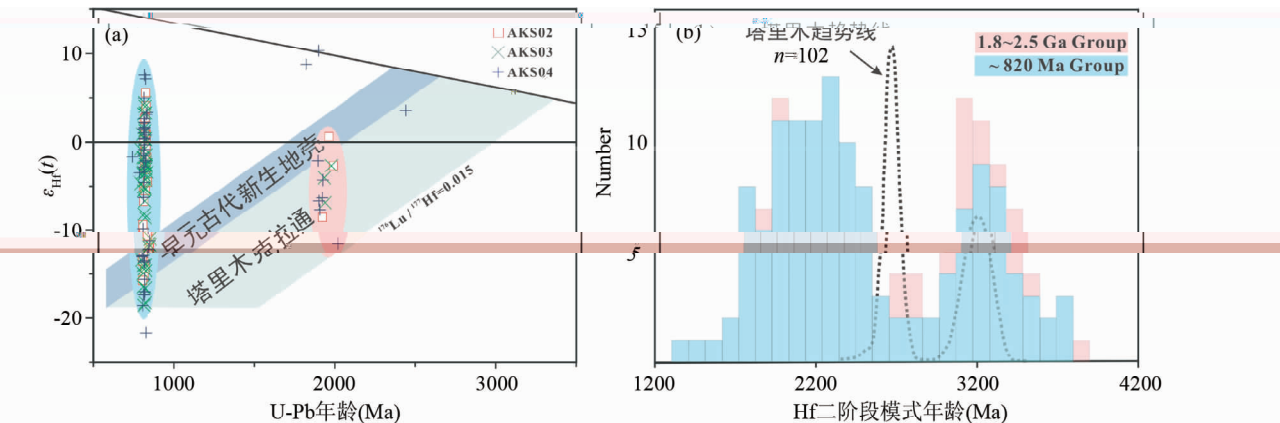 (a)
AKS02
AKS03
AKS04
10
0
-10
-20
εHf(t)
早元古代新生地壳
塔里木克拉通
¹⁷⁶Lu/¹⁷⁷Hf=0.015
1000
2000
3000
U-Pb年龄(Ma)
(b)
塔里木趋势线
n=102
1.8~2.5 Ga Group
~ 820 Ma Group
15
10
5
Number
1200
2200
3200
4200
Hf二阶段模式年龄(Ma)